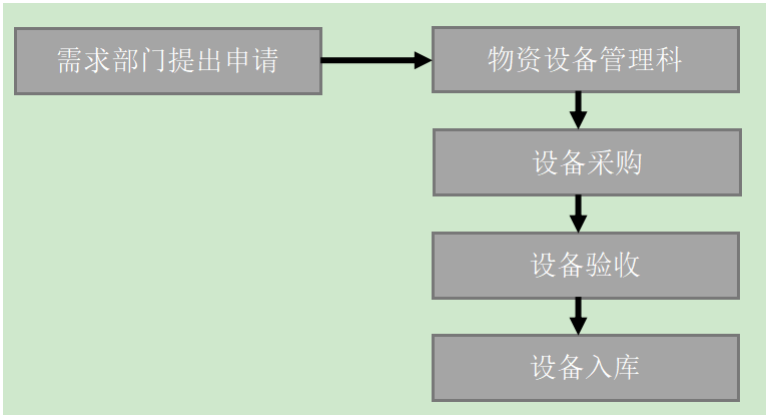 需求部门提出申请
物资设备管理科
设备采购
设备验收
设备入库